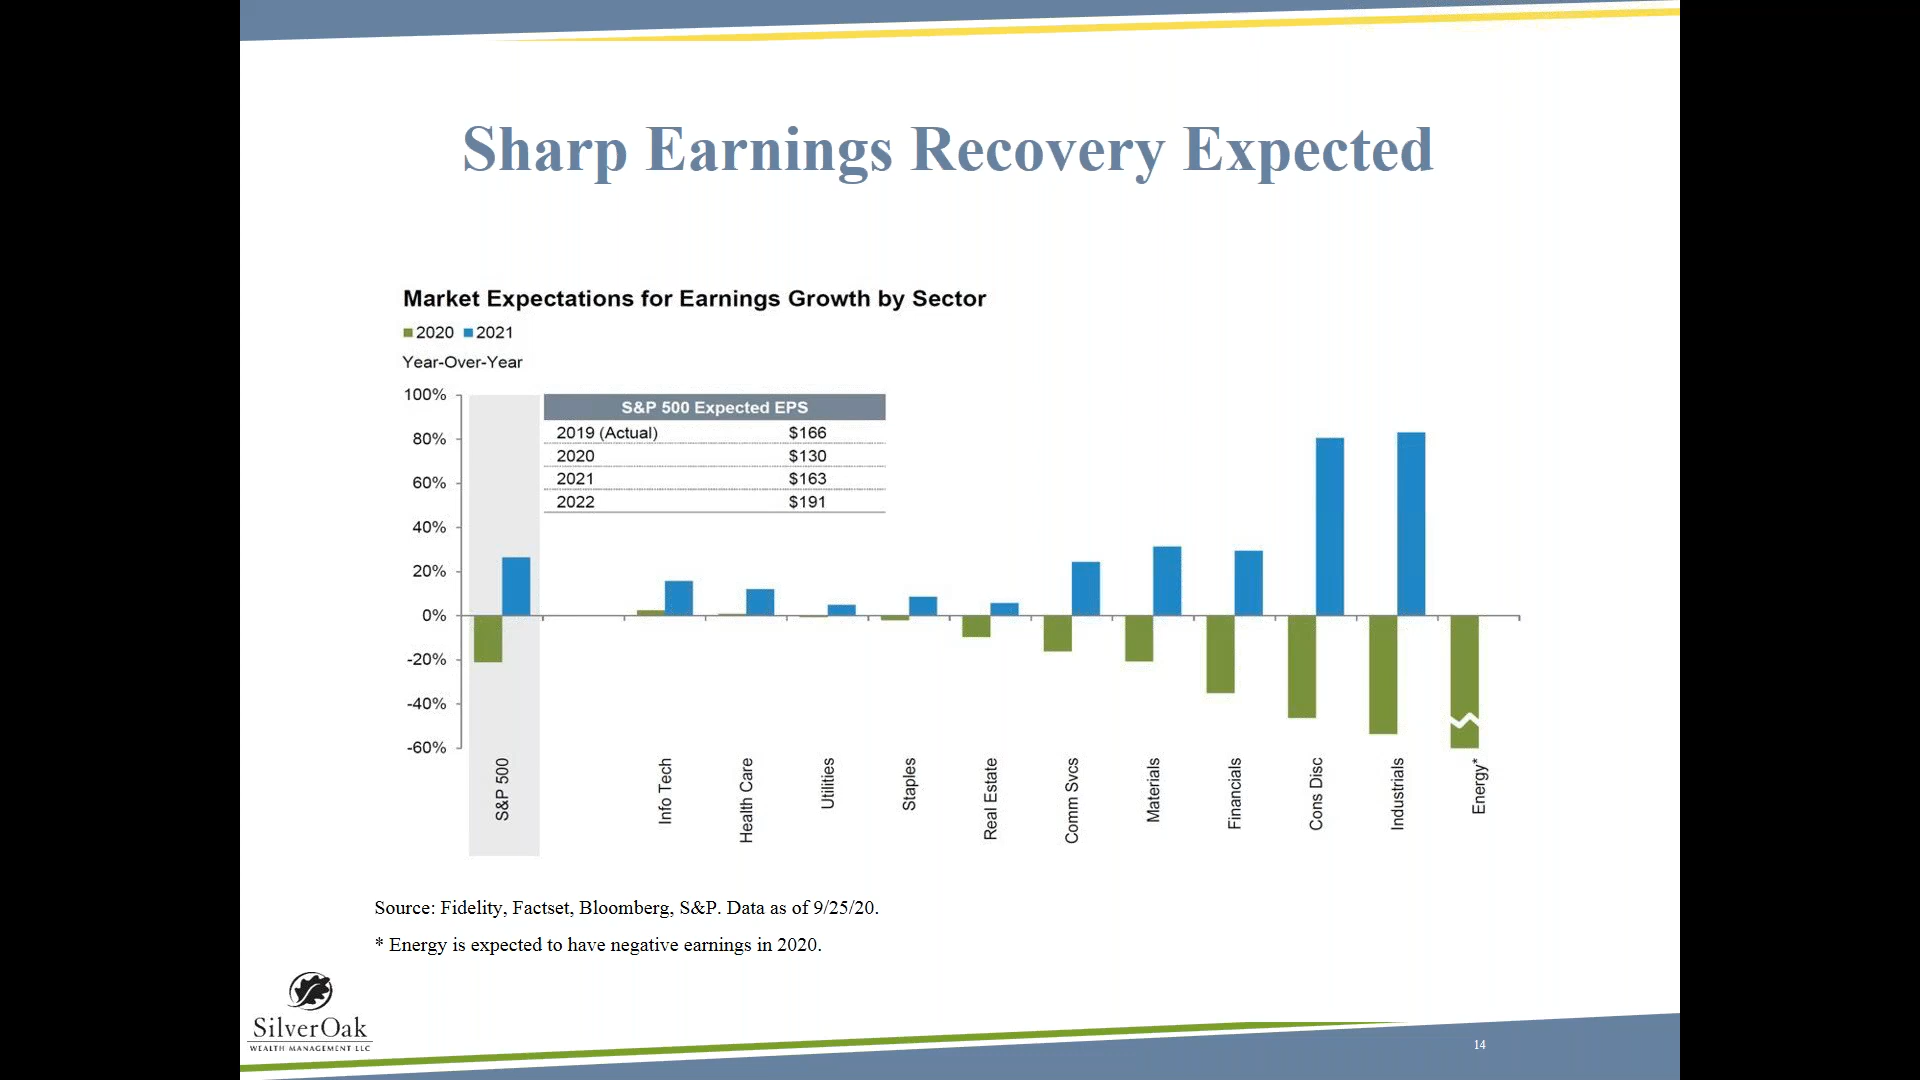 Sharp Earnings Recovery Expected
Market Expectations for Earnings Growth by Sector
2020 2021
Year-Over-Year
100%
80%
60%
40%
20%
0%
-20%
-40%
-60%
S&P 500 Expected EPS
2019 (Actual) $166
2020 $130
2021 $163
2022 $191
S&P 500
Info Tech
Health Care
Utilities
Staples
Real Estate
Comm Svcs
Materials
Financials
Cons Disc
Industrials
Energy*
Source: Fidelity, Factset, Bloomberg, S&P. Data as of 9/25/20.
* Energy is expected to have negative earnings in 2020.
SilverOak
WEALTH MANAGEMENT LLC
14